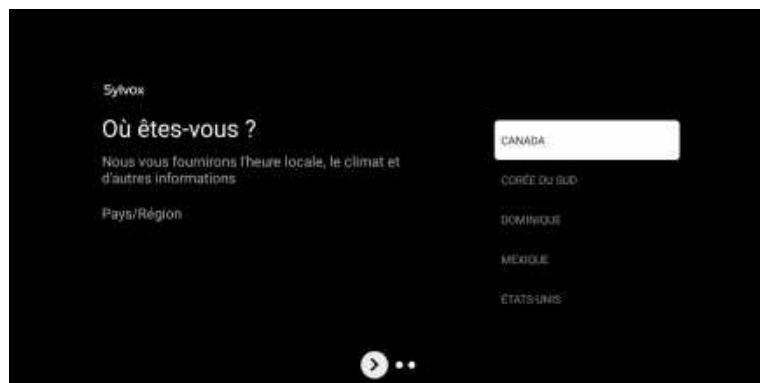 Sylvox
Où êtes-vous ?
Nous vous fournirons l'heure locale, le climat et
d'autres informations
Pays/Région
CANADA
CORÉE DU SUD
DOMINIQUE
MEXIQUE
ÉTATS-UNIS